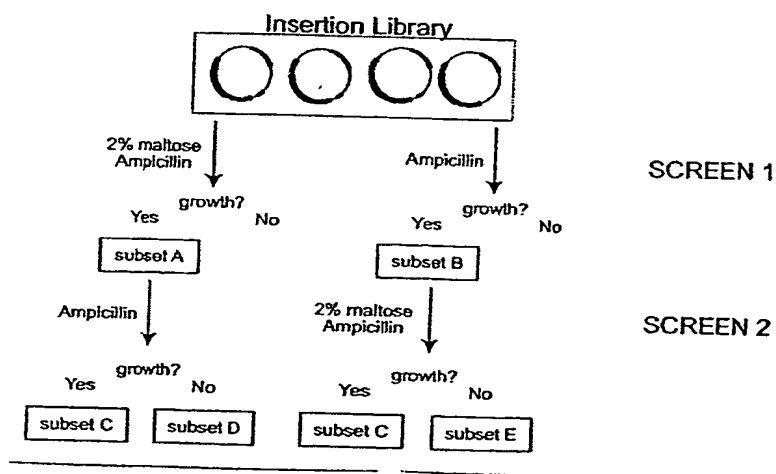 Insertion Library
2% maltose
Ampicillin
Ampicillin
SCREEN 1
growth?
Yes
No
growth?
Yes
No
subset A
subset B
Ampicillin
2% maltose
Ampicillin
SCREEN 2
growth?
Yes
No
growth?
Yes
No
subset C
subset D
subset C
subset E